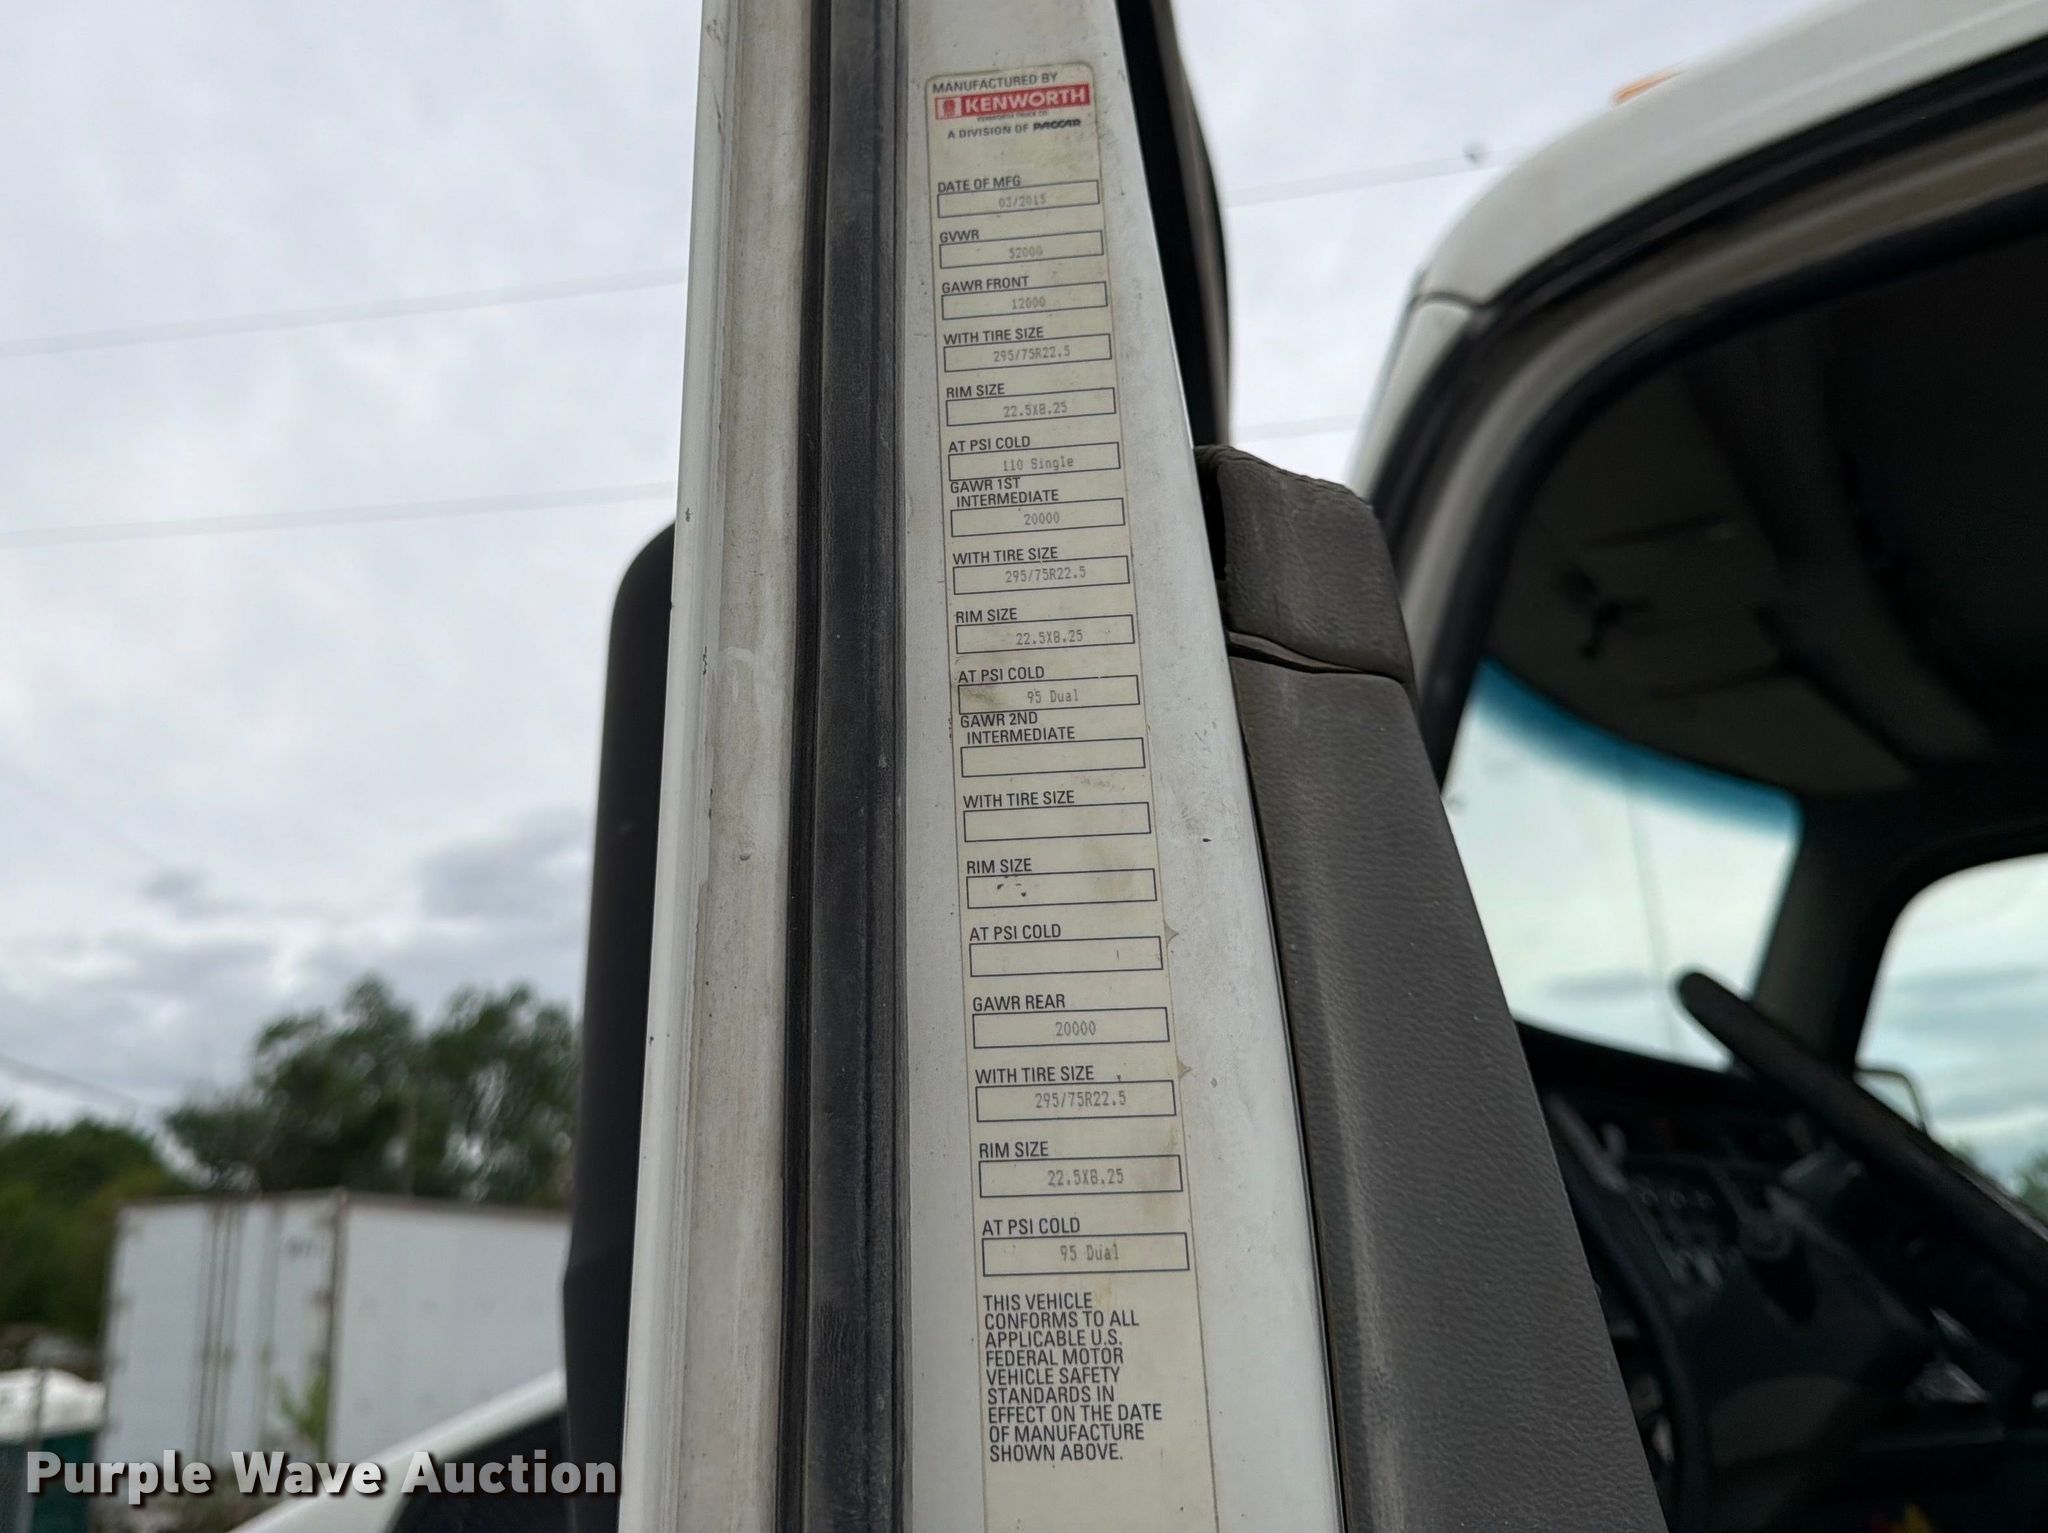 MANUFACTURED BY
KENWORTH
KENWORTH TRUCK CO.
A DIVISION OF PACCAR
DATE OF MFG
03/2015
GVWR
52000
GAWR FRONT
12000
WITH TIRE SIZE
295/75R22.5
RIM SIZE
22.5X8.25
AT PSI COLD
110 Single
GAWR 1ST
INTERMEDIATE
20000
WITH TIRE SIZE
295/75R22.5
RIM SIZE
22.5X8.25
AT PSI COLD
95 Dual
GAWR 2ND
INTERMEDIATE
WITH TIRE SIZE
RIM SIZE
AT PSI COLD
GAWR REAR
20000
WITH TIRE SIZE
295/75R22.5
RIM SIZE
22.5X8.25
AT PSI COLD
95 Dual
THIS VEHICLE
CONFORMS TO ALL
APPLICABLE U.S.
FEDERAL MOTOR
VEHICLE SAFETY
STANDARDS IN
EFFECT ON THE DATE
OF MANUFACTURE
SHOWN ABOVE.
Purple Wave Auction